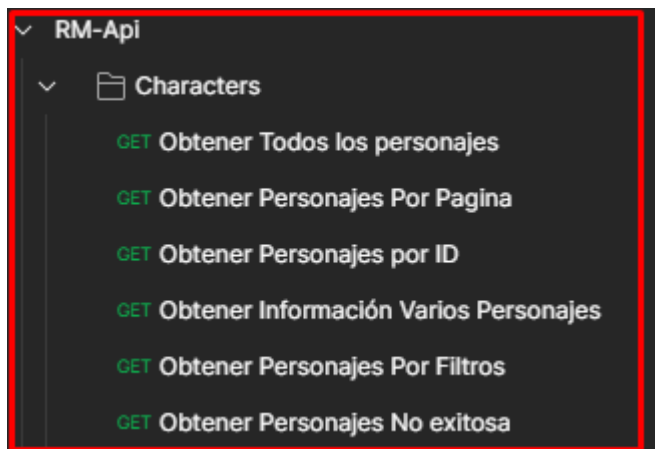 RM-Api
Characters
GET Obtener Todos los personajes
GET Obtener Personajes Por Pagina
GET Obtener Personajes por ID
GET Obtener Información Varios Personajes
GET Obtener Personajes Por Filtros
GET Obtener Personajes No exitosa